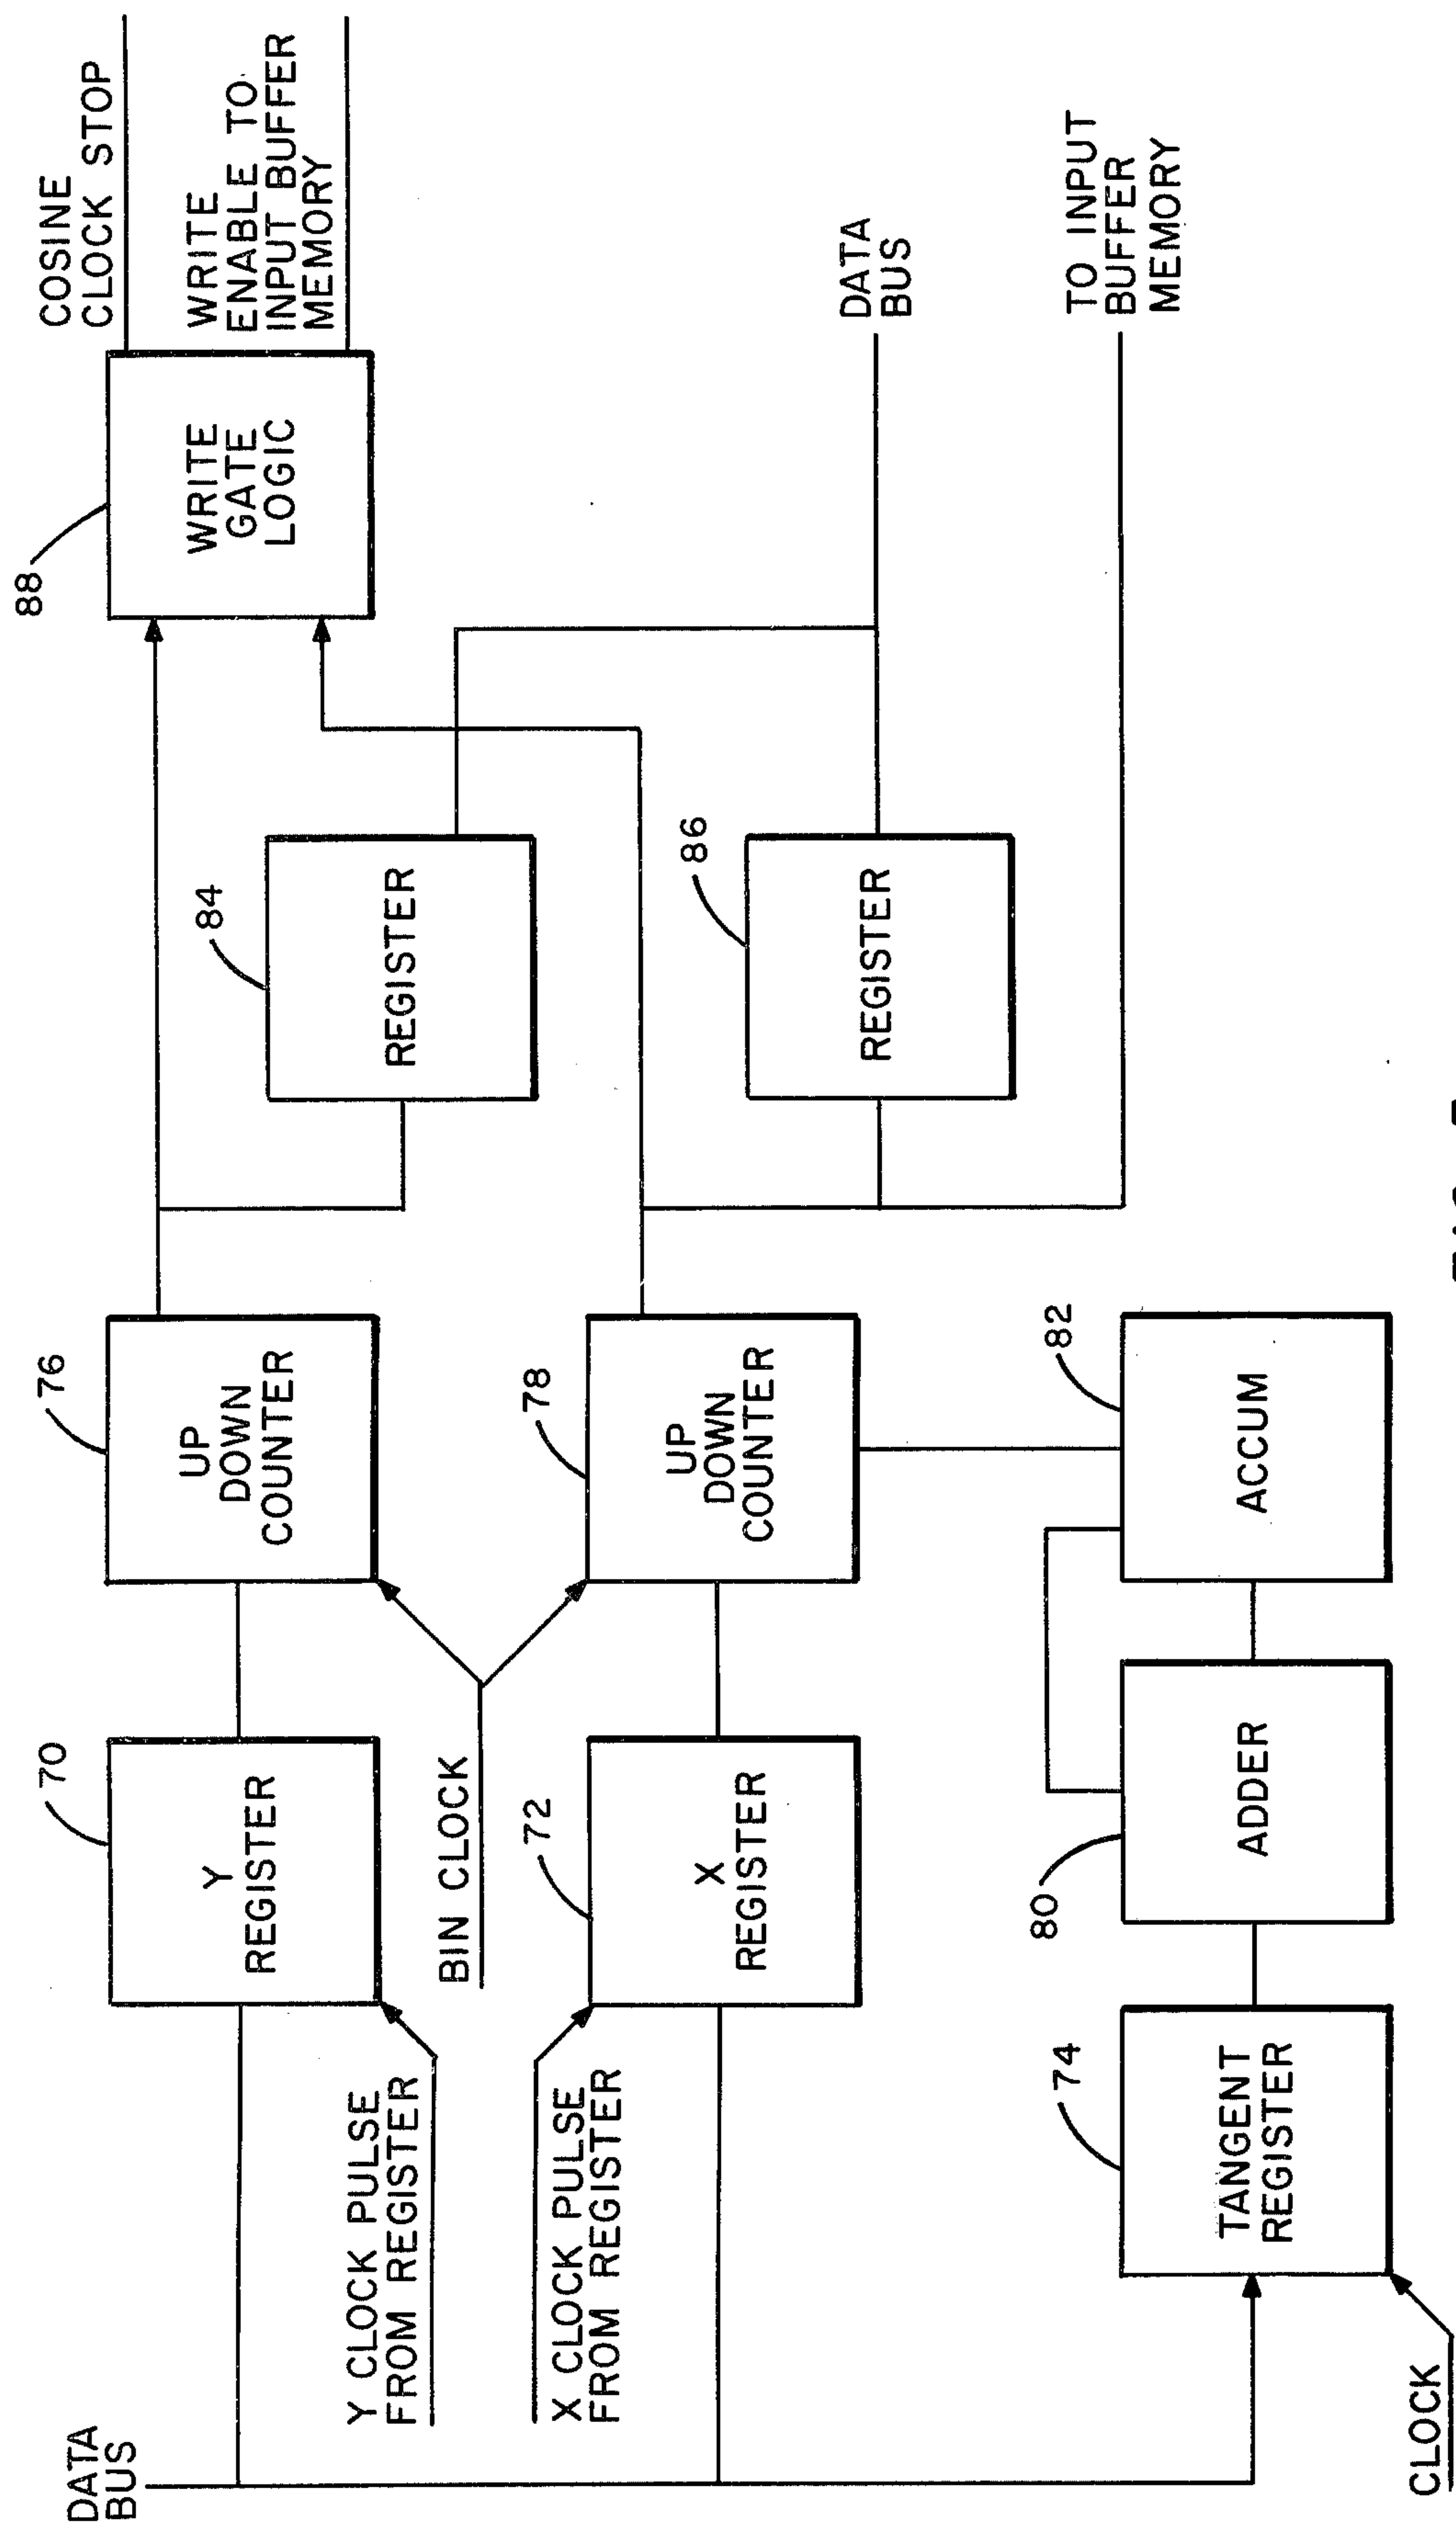 DATA
BUS
Y CLOCK PULSE
FROM REGISTER
X CLOCK PULSE
FROM REGISTER
CLOCK
70
Y
REGISTER
BIN CLOCK
72
X
REGISTER
74
TANGENT
REGISTER
80
ADDER
82
ACCUM
76
UP
DOWN
COUNTER
78
UP
DOWN
COUNTER
84
REGISTER
86
REGISTER
88
WRITE
GATE
LOGIC
COSINE
CLOCK STOP
WRITE
ENABLE TO
INPUT BUFFER
MEMORY
DATA
BUS
TO INPUT
BUFFER
MEMORY